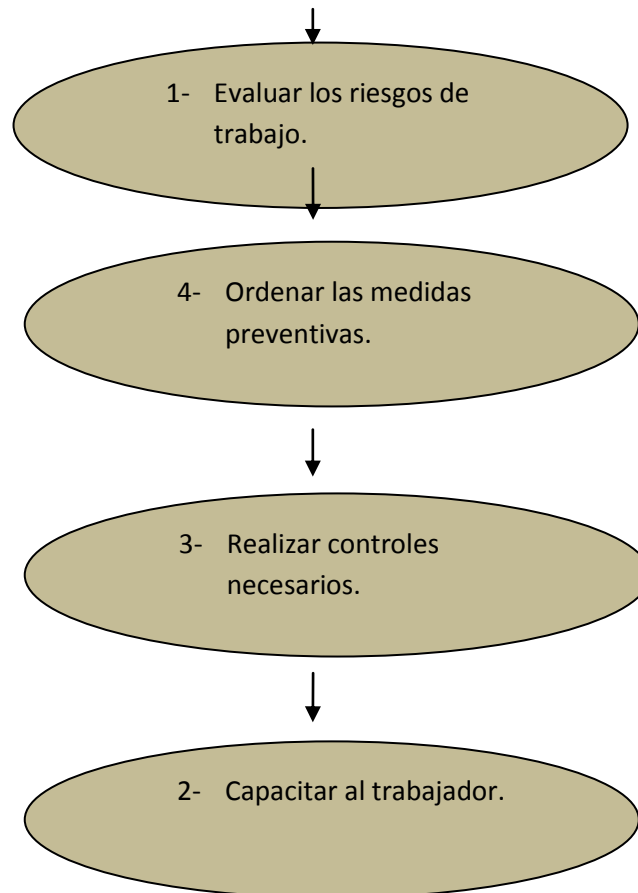 1- Evaluar los riesgos de
trabajo.
4- Ordenar las medidas
preventivas.
3- Realizar controles
necesarios.
2- Capacitar al trabajador.